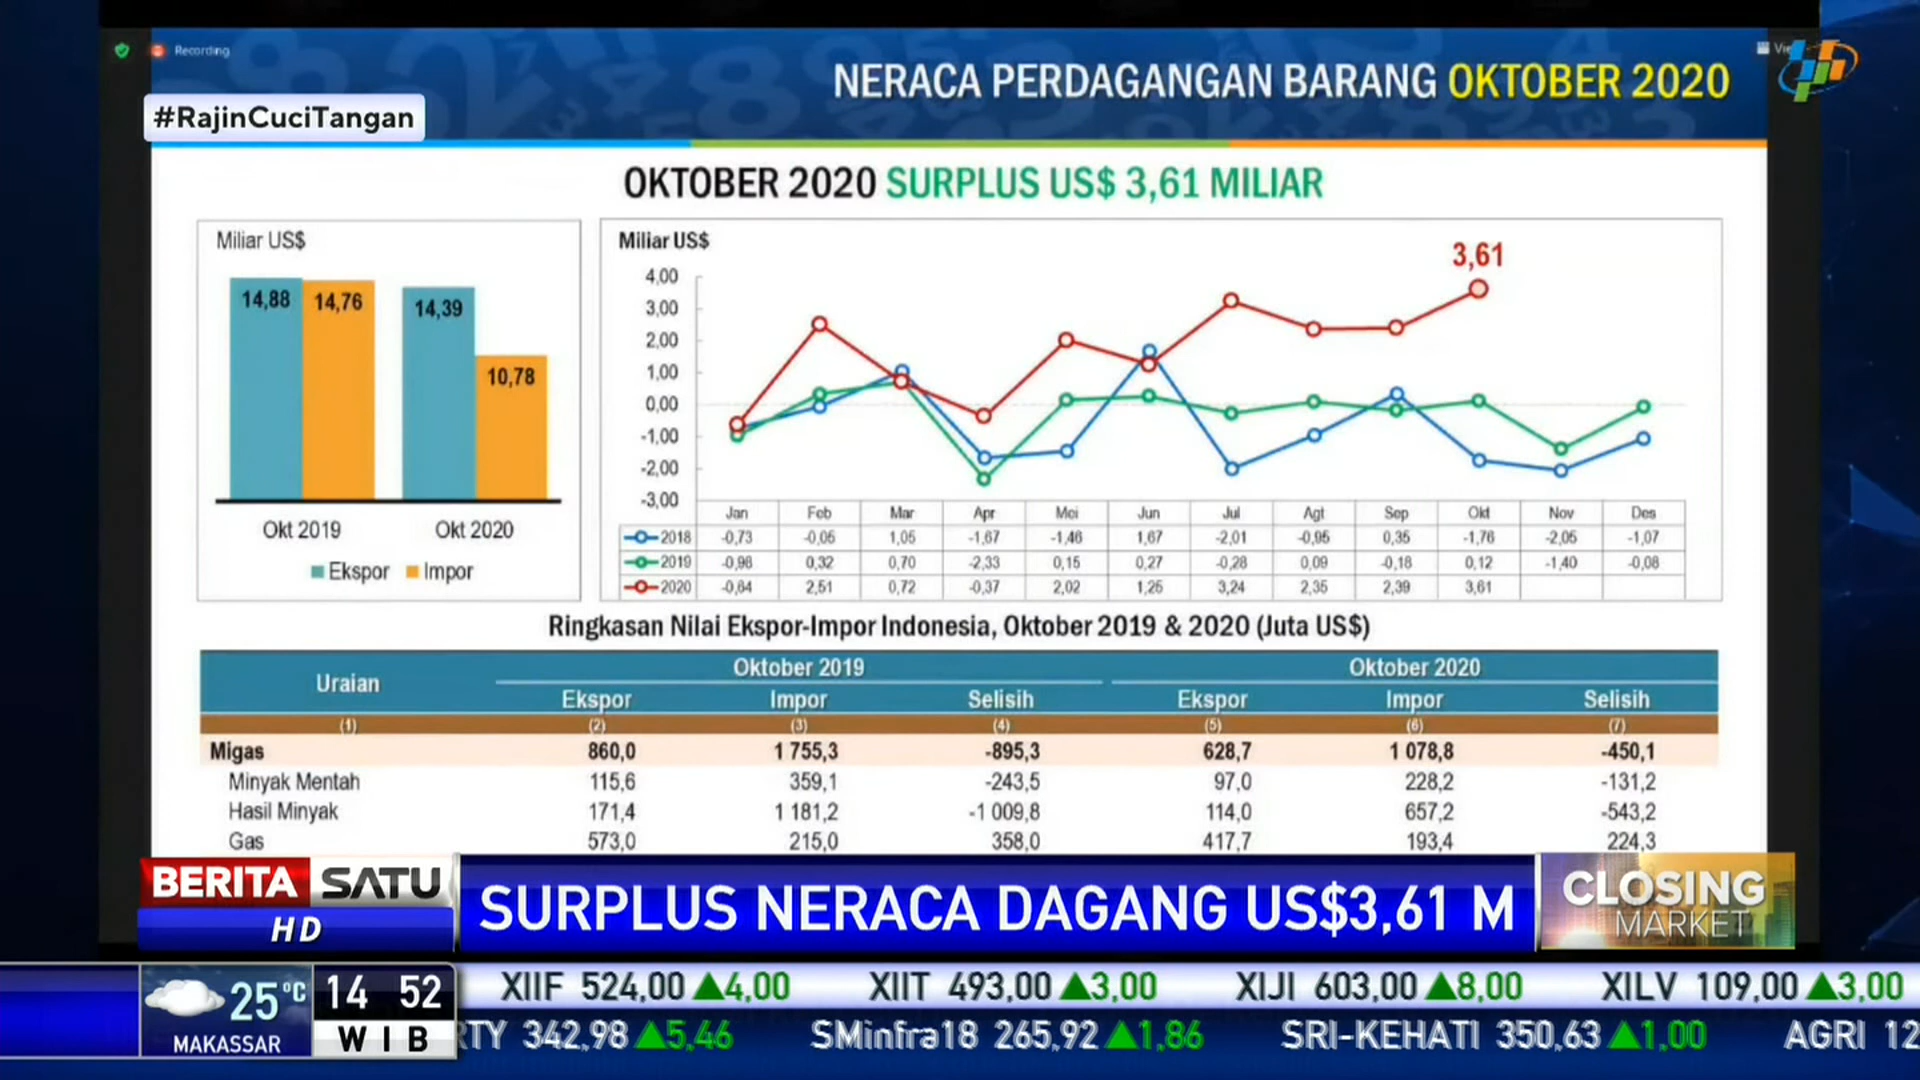 Recording
View
NERACA PERDAGANGAN BARANG OKTOBER 2020
#RajinCuciTangan
OKTOBER 2020 SURPLUS US$ 3,61 MILIAR
Miliar US$
14,88 14,76 14,39 10,78
Okt 2019 Okt 2020
Ekspor Impor
Miliar US$
3,61
4,00
3,00
2,00
1,00
0,00
-1,00
-2,00
-3,00
Jan Feb Mar Apr Mei Jun Jul Agt Sep Okt Nov Des
2018 -0,73 -0,05 1,05 -1,67 -1,46 1,67 -2,01 -0,95 0,35 -1,76 -2,05 -1,07
2019 -0,98 0,32 0,70 -2,33 0,15 0,27 -0,28 0,09 -0,18 0,12 -1,40 -0,08
2020 -0,64 2,51 0,72 -0,37 2,02 1,25 3,24 2,35 2,39 3,61
Ringkasan Nilai Ekspor-Impor Indonesia, Oktober 2019 & 2020 (Juta US$)
Uraian Oktober 2019 Oktober 2020
Ekspor Impor Selisih Ekspor Impor Selisih
(1) (2) (3) (4) (5) (6) (7)
Migas 860,0 1 755,3 -895,3 628,7 1 078,8 -450,1
Minyak Mentah 115,6 359,1 -243,5 97,0 228,2 -131,2
Hasil Minyak 171,4 1 181,2 -1 009,8 114,0 657,2 -543,2
Gas 573,0 215,0 358,0 417,7 193,4 224,3
BERITA SATU
HD
SURPLUS NERACA DAGANG US$3,61 M
CLOSING
MARKET
25°C
MAKASSAR
14 52
WIB
XIIF 524,00 ▲4,00 XIIT 493,00 ▲3,00 XIJI 603,00 ▲8,00 XILV 109,00 ▲3,00
RTY 342,98 ▲5,46 SMinfra18 265,92 ▲1,86 SRI-KEHATI 350,63 ▲1,00 AGRI 12